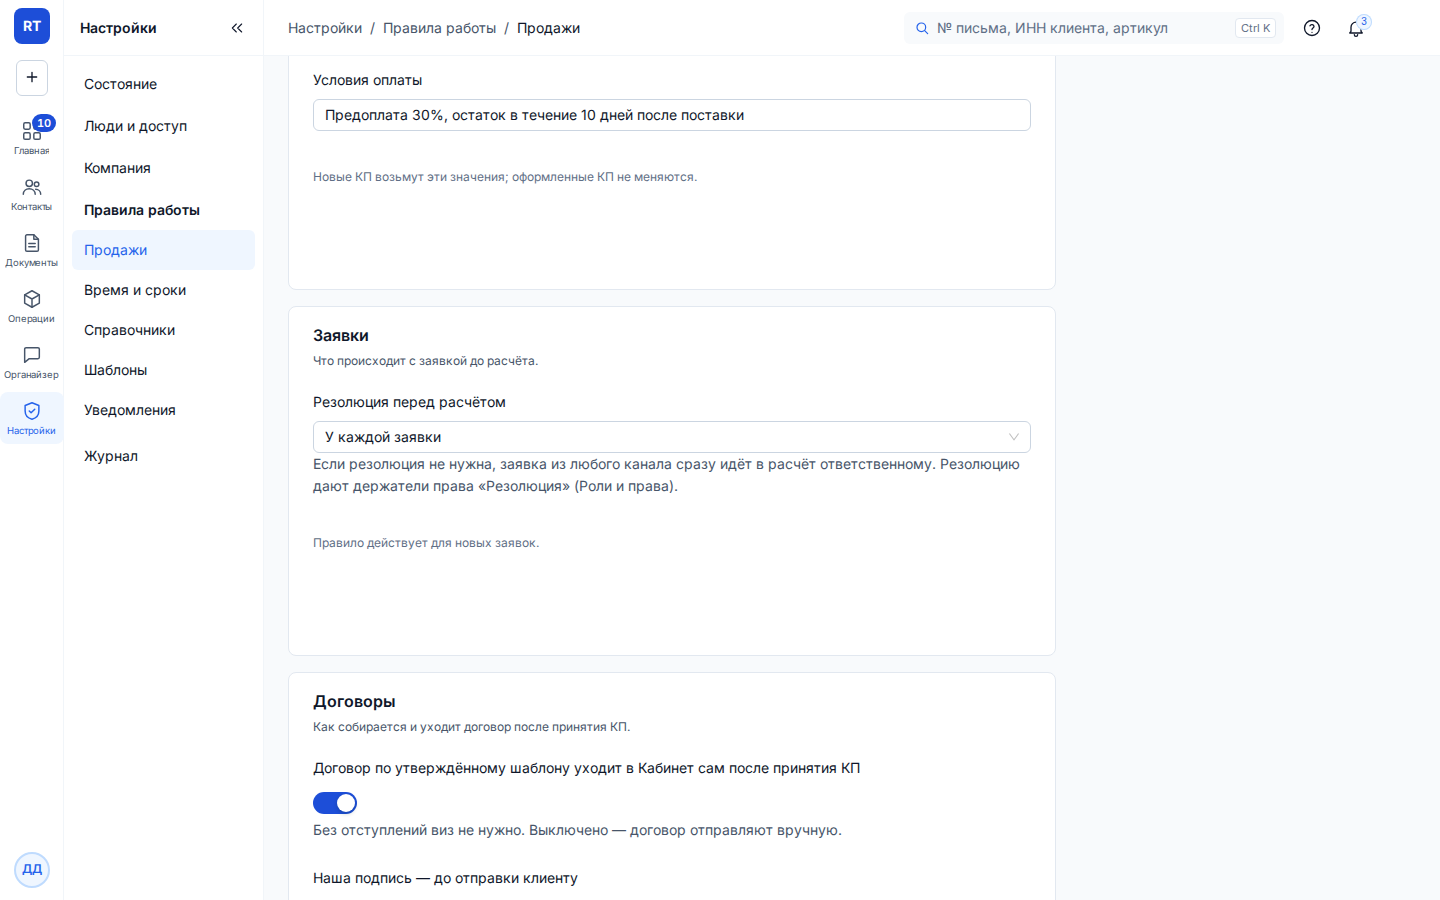 RT
Настройки
Настройки / Правила работы / Продажи
№ письма, ИНН клиента, артикул
Ctrl K
3
10
Главная
Контакты
Документы
Операции
Органайзер
Настройки
ДД
Состояние
Люди и доступ
Компания
Правила работы
Продажи
Время и сроки
Справочники
Шаблоны
Уведомления
Журнал
Условия оплаты
Предоплата 30%, остаток в течение 10 дней после поставки
Новые КП возьмут эти значения; оформленные КП не меняются.
Заявки
Что происходит с заявкой до расчёта.
Резолюция перед расчётом
У каждой заявки
Если резолюция не нужна, заявка из любого канала сразу идёт в расчёт ответственному. Резолюцию
дают держатели права «Резолюция» (Роли и права).
Правило действует для новых заявок.
Договоры
Как собирается и уходит договор после принятия КП.
Договор по утверждённому шаблону уходит в Кабинет сам после принятия КП
Без отступлений виз не нужно. Выключено — договор отправляют вручную.
Наша подпись — до отправки клиенту